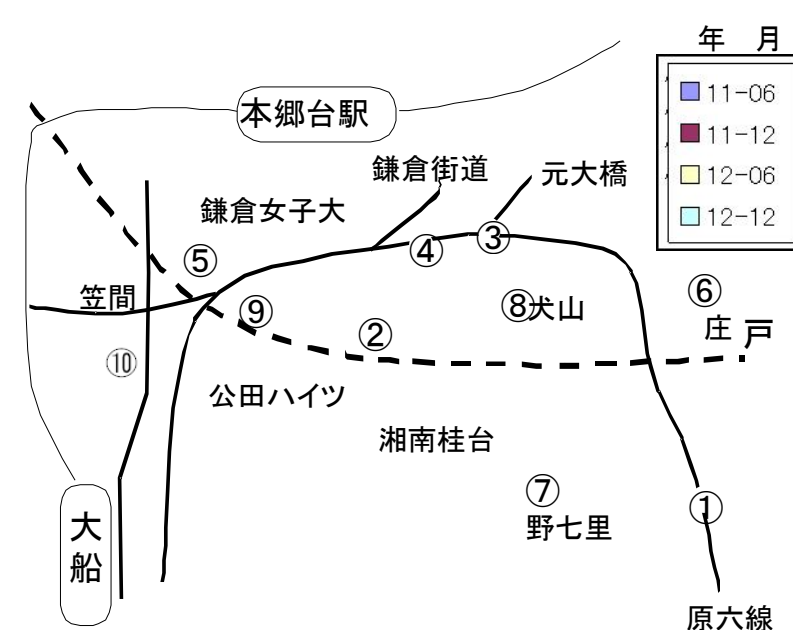 年 月
11-06
11-12
12-06
12-12
本郷台駅
鎌倉街道
元大橋
鎌倉女子大
③
④
⑤
⑥
笠間
⑨
⑧犬山
庄戸
②
⑩
公田ハイツ
湘南桂台
⑦
野七里
①
大船
原六線